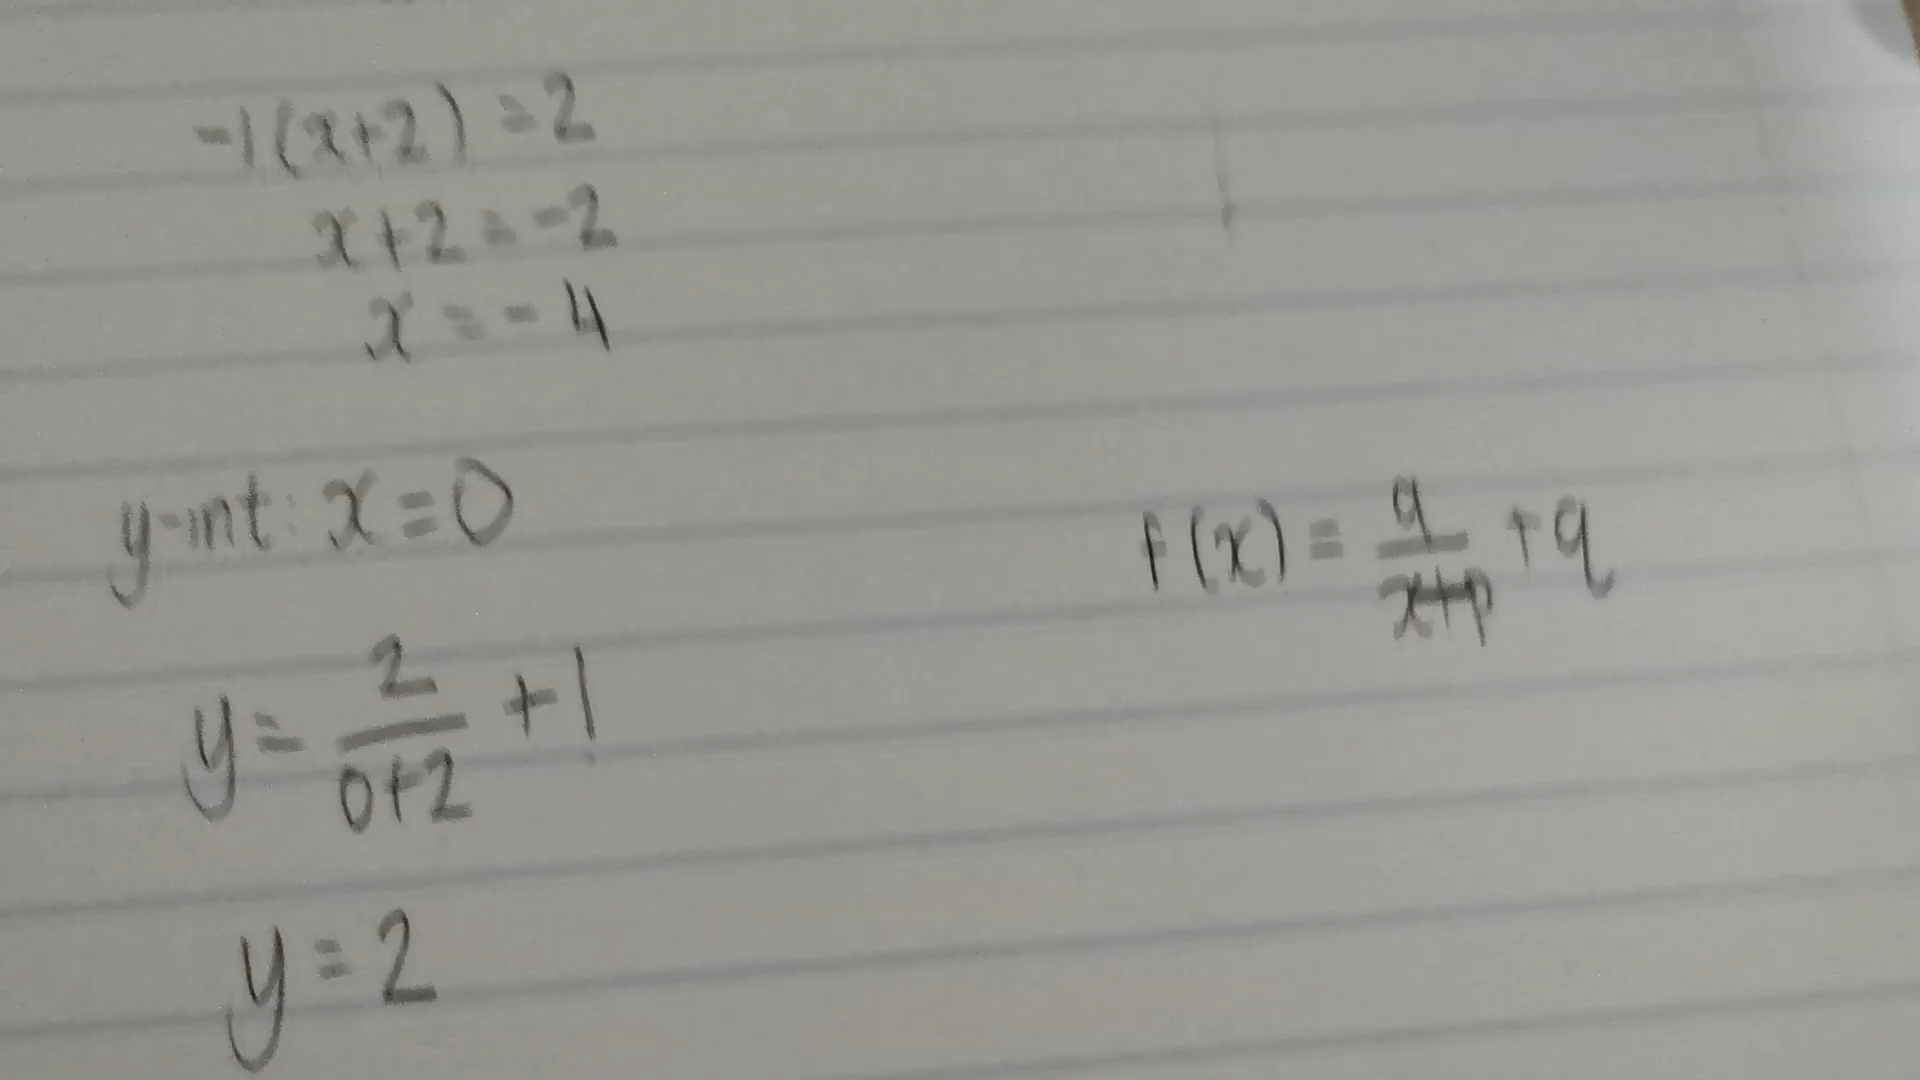 -1(x+2) = 2
x+2 = -2
x = -4
y-int: x = 0
f(x) = a/(x+p) + q
y = 2/(0+2) + 1
y = 2